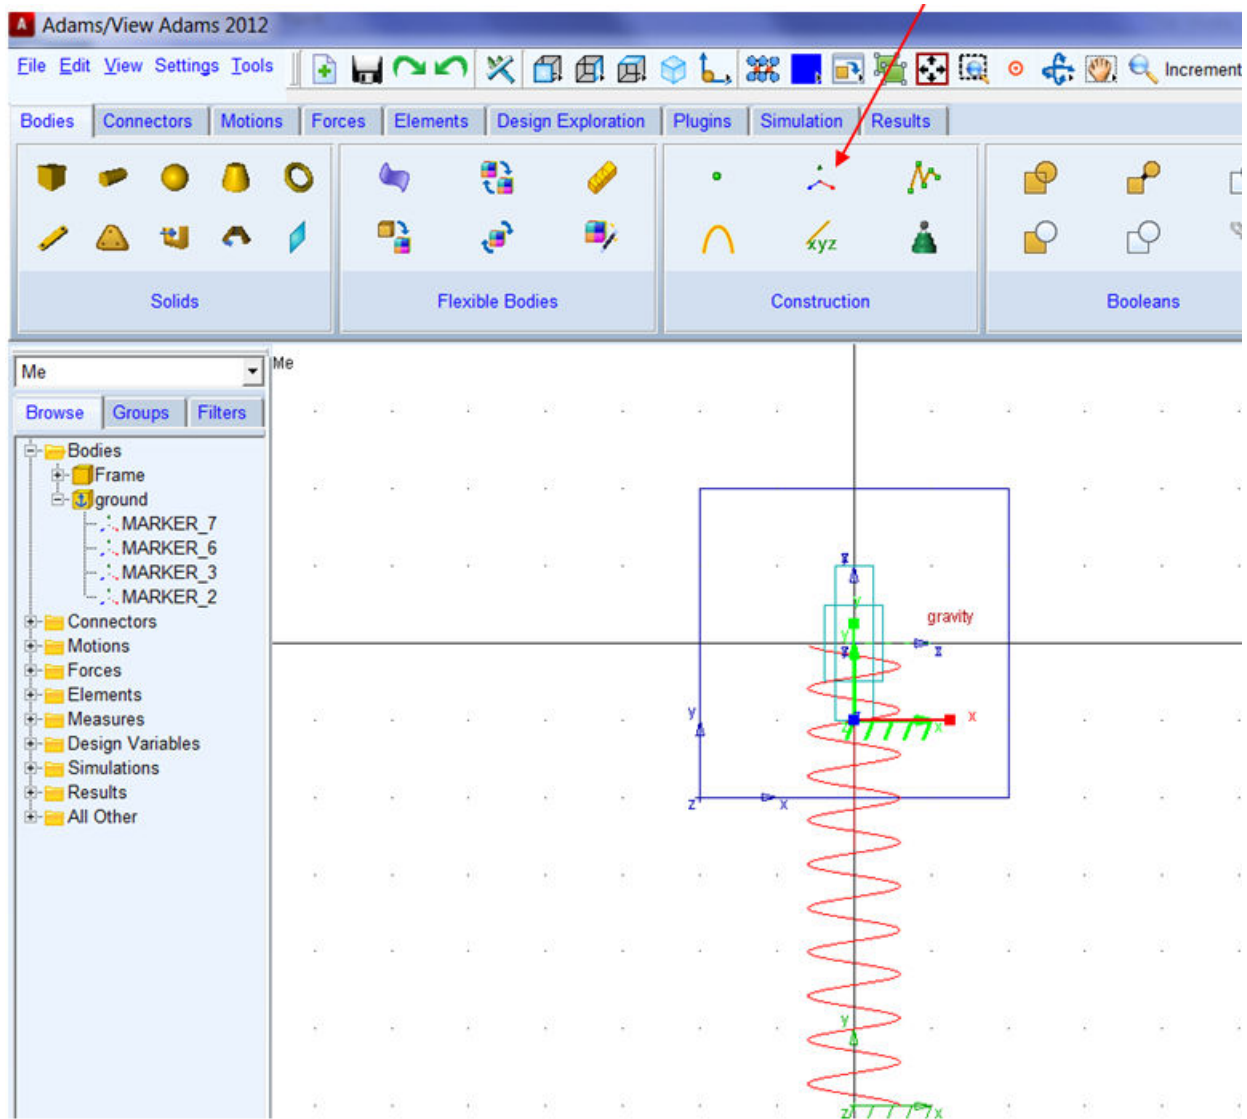 Adams/View Adams 2012
File Edit View Settings Tools
Increment
Bodies Connectors Motions Forces Elements Design Exploration Plugins Simulation Results
xyz
Solids Flexible Bodies Construction Booleans
Me
Me
Browse Groups Filters
Bodies
Frame
ground
MARKER_7
MARKER_6
MARKER_3
MARKER_2
Connectors
Motions
Forces
Elements
Measures
Design Variables
Simulations
Results
All Other
y
gravity
y
y
x
x
z
x
y
z
x